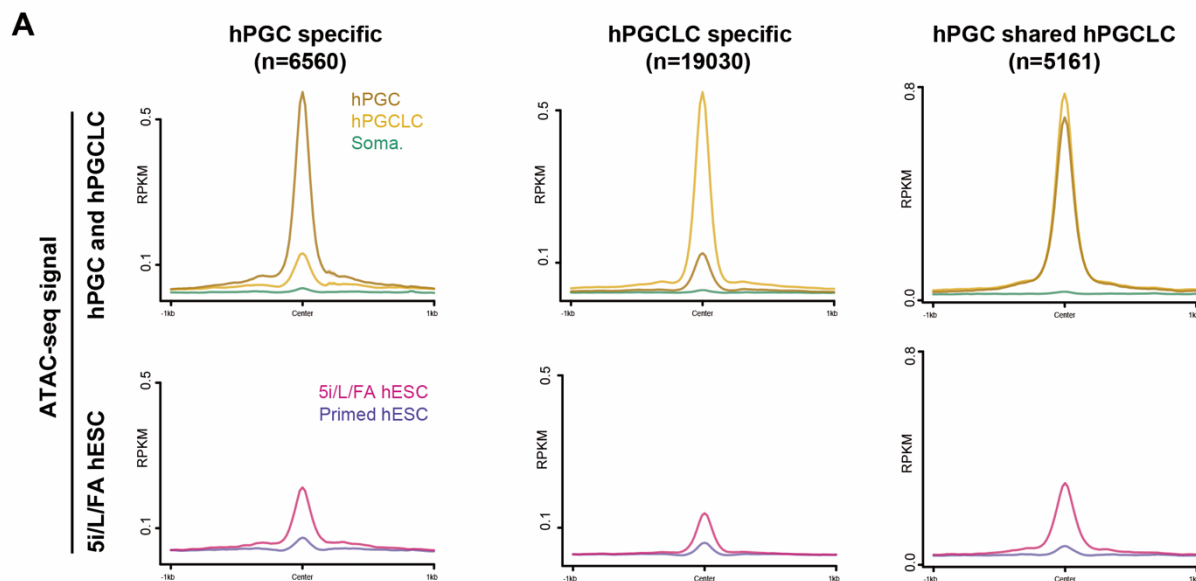 A
hPGC specific
(n=6560)
hPGCLC specific
(n=19030)
hPGC shared hPGCLC
(n=5161)
ATAC-seq signal
hPGC and hPGCLC
RPKM
0.5
0.1
hPGC
hPGCLC
Soma.
-1kb
Center
1kb
RPKM
0.5
0.1
-1kb
Center
1kb
RPKM
0.8
0.0
-1kb
Center
1kb
5i/L/FA hESC
RPKM
0.5
0.1
5i/L/FA hESC
Primed hESC
-1kb
Center
1kb
RPKM
0.5
0.1
-1kb
Center
1kb
RPKM
0.8
0.0
-1kb
Center
1kb